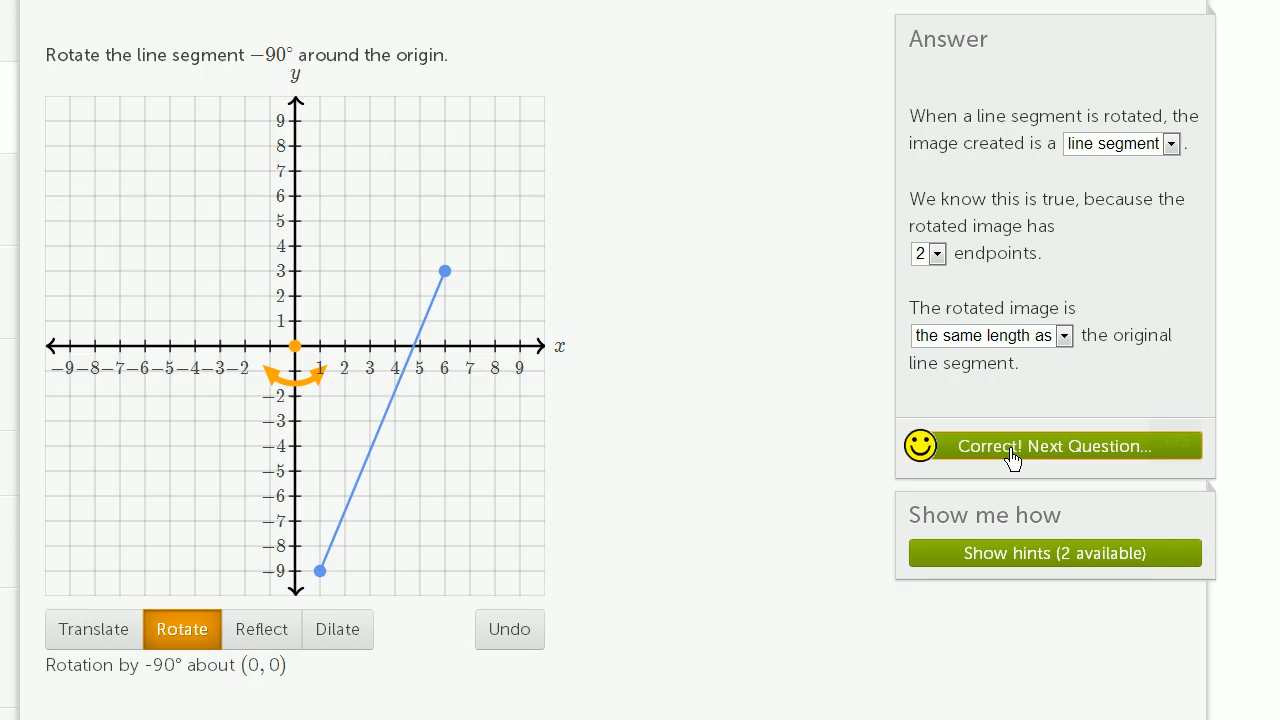 Rotate the line segment −90° around the origin.
y
9
8
7
6
5
4
3
2
1
x
−9 −8 −7 −6 −5 −4 −3 −2 1 2 3 4 5 6 7 8 9
−2
−3
−4
−5
−6
−7
−8
−9
Translate Rotate Reflect Dilate Undo
Rotation by -90° about (0, 0)
Answer
When a line segment is rotated, the
image created is a line segment .
We know this is true, because the
rotated image has
2 endpoints.
The rotated image is
the same length as the original
line segment.
Correct! Next Question...
Show me how
Show hints (2 available)